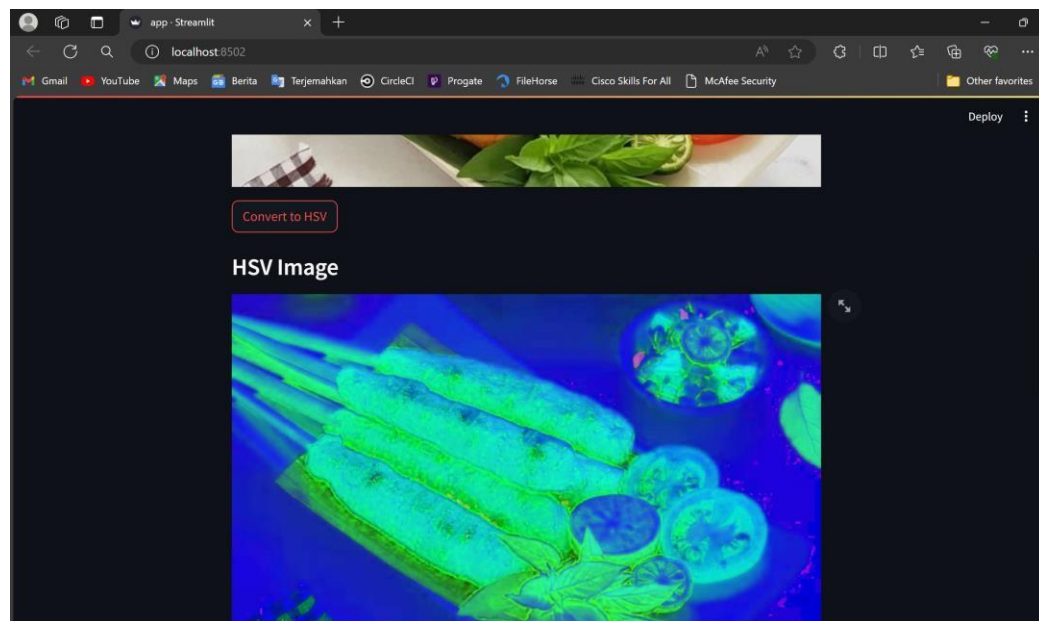 app · Streamlit
localhost:8502
Gmail YouTube Maps Berita Terjemahkan CircleCI Progate FileHorse Cisco Skills For All McAfee Security Other favorites
Deploy
Convert to HSV
HSV Image